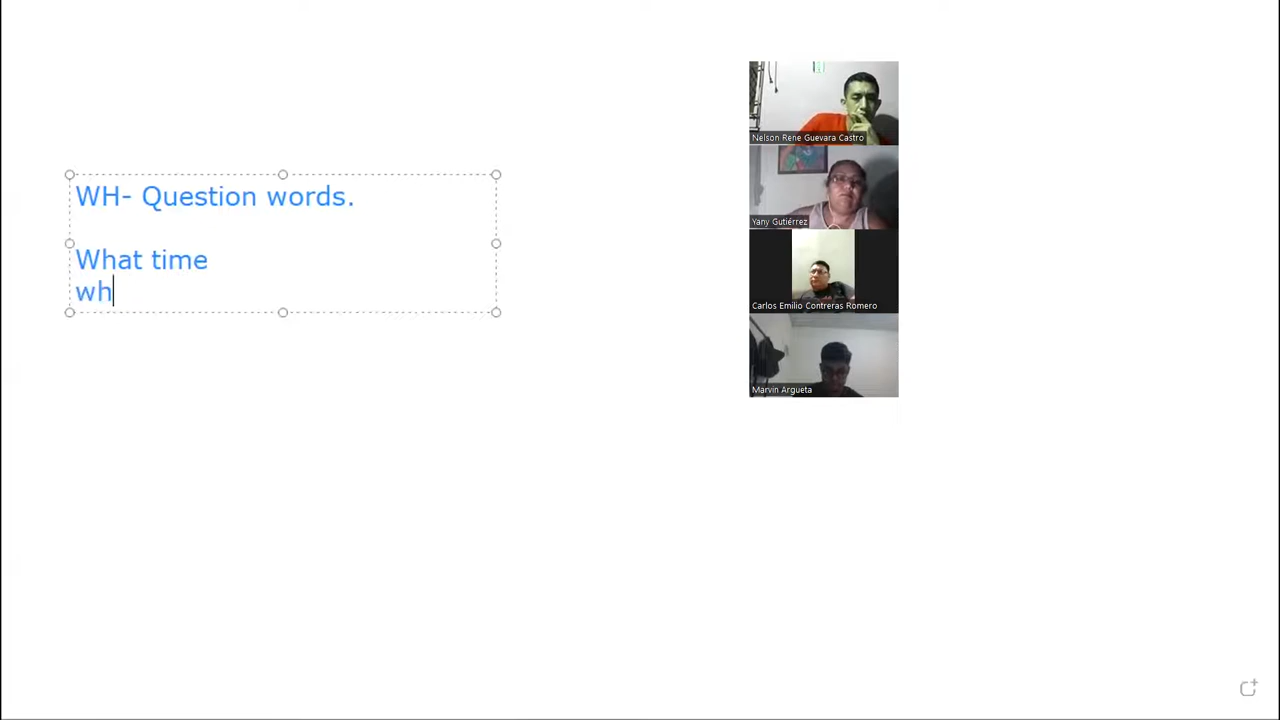 WH- Question words.
What time
wh
Nelson Rene Guevara Castro
Yany Gutiérrez
Carlos Emilio Contreras Romero
Marvin Argueta